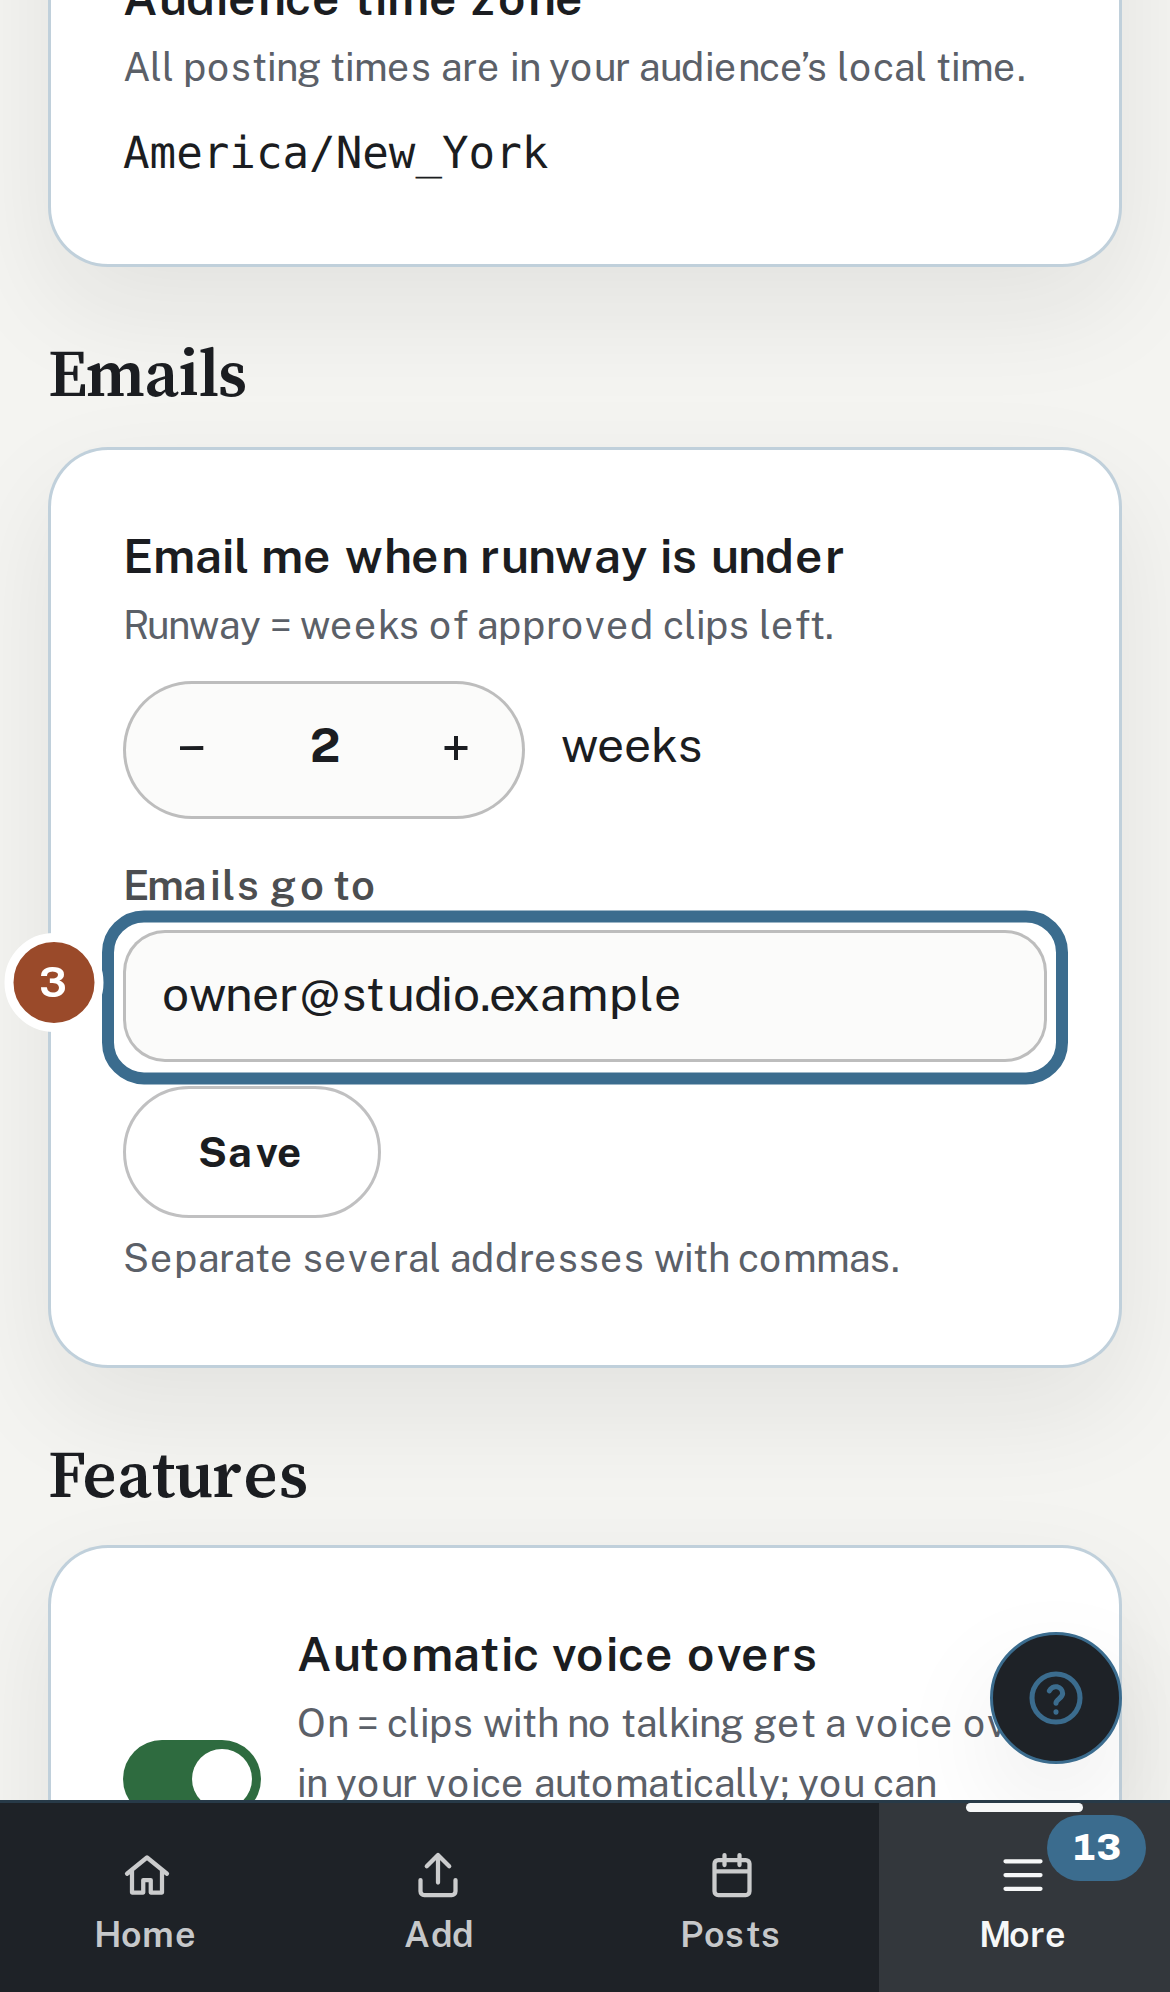 Audience time zone
All posting times are in your audience’s local time.
America/New_York
Emails
Email me when runway is under
Runway = weeks of approved clips left.
− 2 + weeks
Emails go to
3
owner@studio.example
Save
Separate several addresses with commas.
Features
Automatic voice overs
On = clips with no talking get a voice
in your voice automatically; you can
13
Home
Add
Posts
More